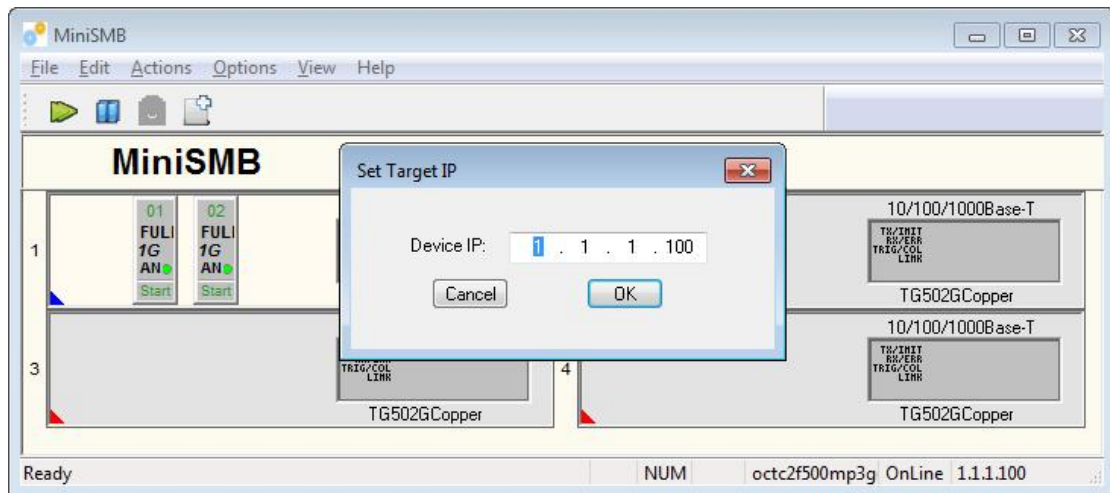 MiniSMB
File Edit Actions Options View Help
MiniSMB
Set Target IP
Device IP: 1 . 1 . 1 . 100
Cancel OK
1
01 02
FULL FULL
1G 1G
AN AN
Start Start
10/100/1000Base-T
TX/INIT
RX/ERR
TRIG/COL
LINK
TG502GCopper
3
TRIG/COL
LINK
TG502GCopper
4
10/100/1000Base-T
TX/INIT
RX/ERR
TRIG/COL
LINK
TG502GCopper
Ready NUM octc2f500mp3g OnLine 1.1.1.100